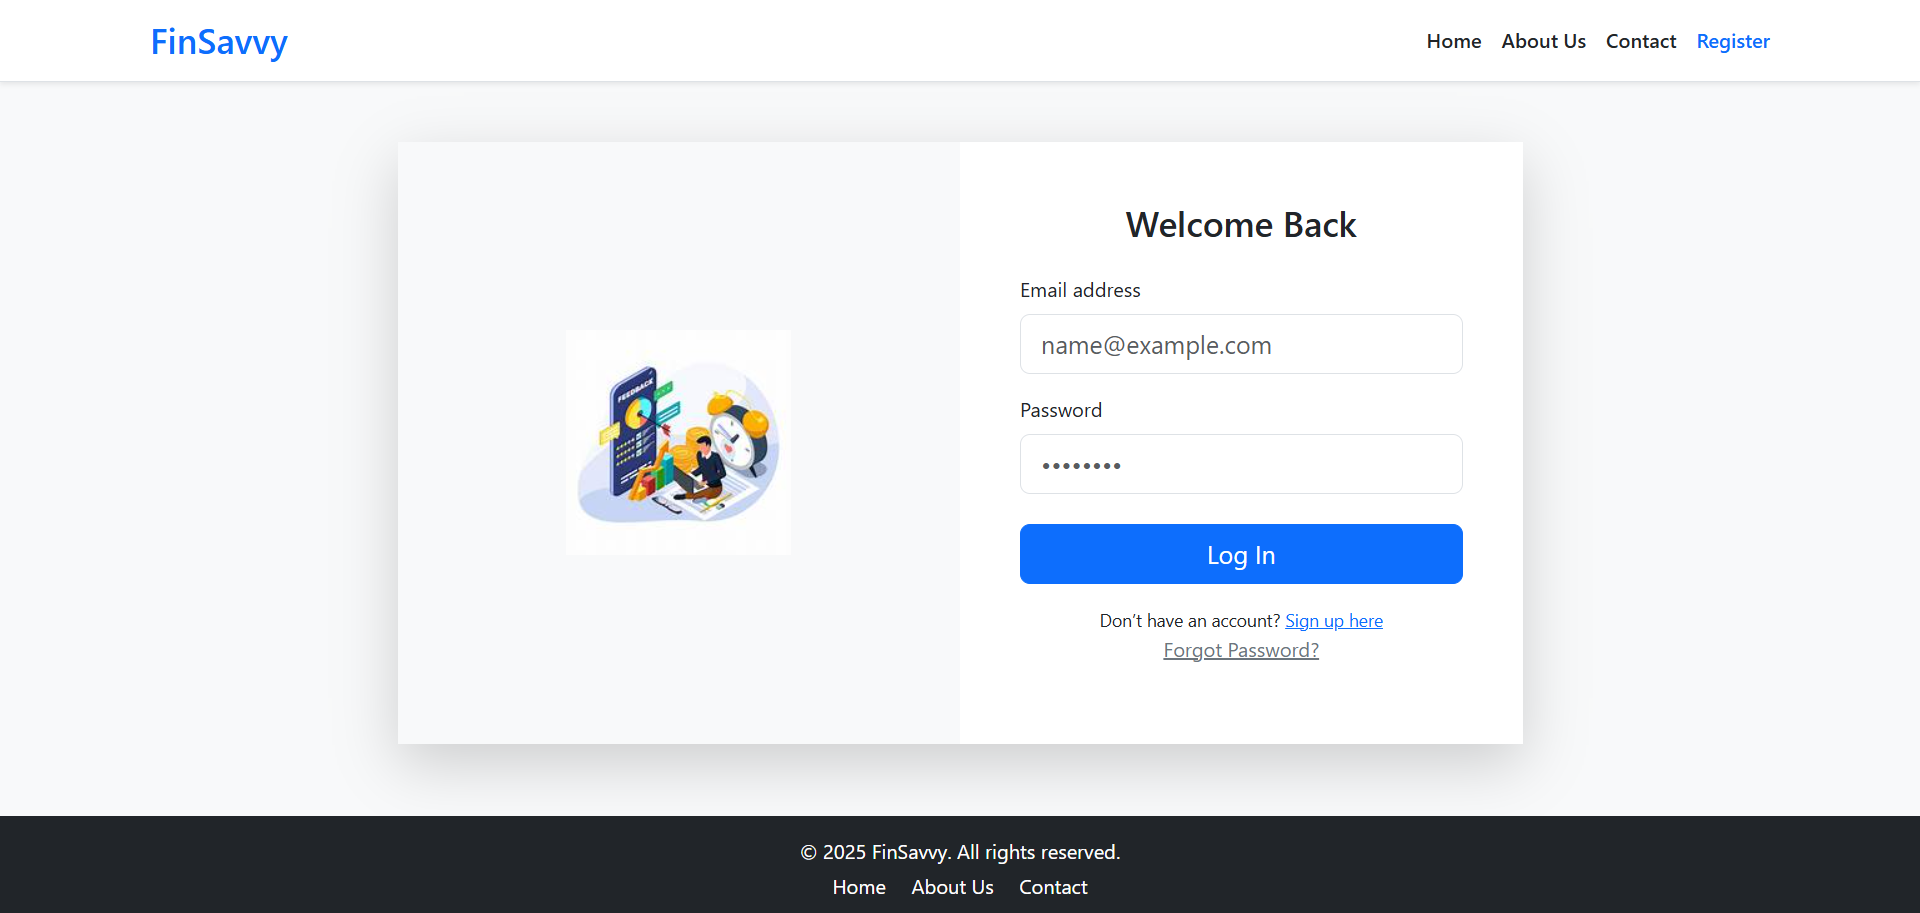 FinSavvy
Home About Us Contact Register
FEEDBACK
Welcome Back
Email address
name@example.com
Password
••••••••
Log In
Don't have an account? Sign up here
Forgot Password?
© 2025 FinSavvy. All rights reserved.
Home About Us Contact